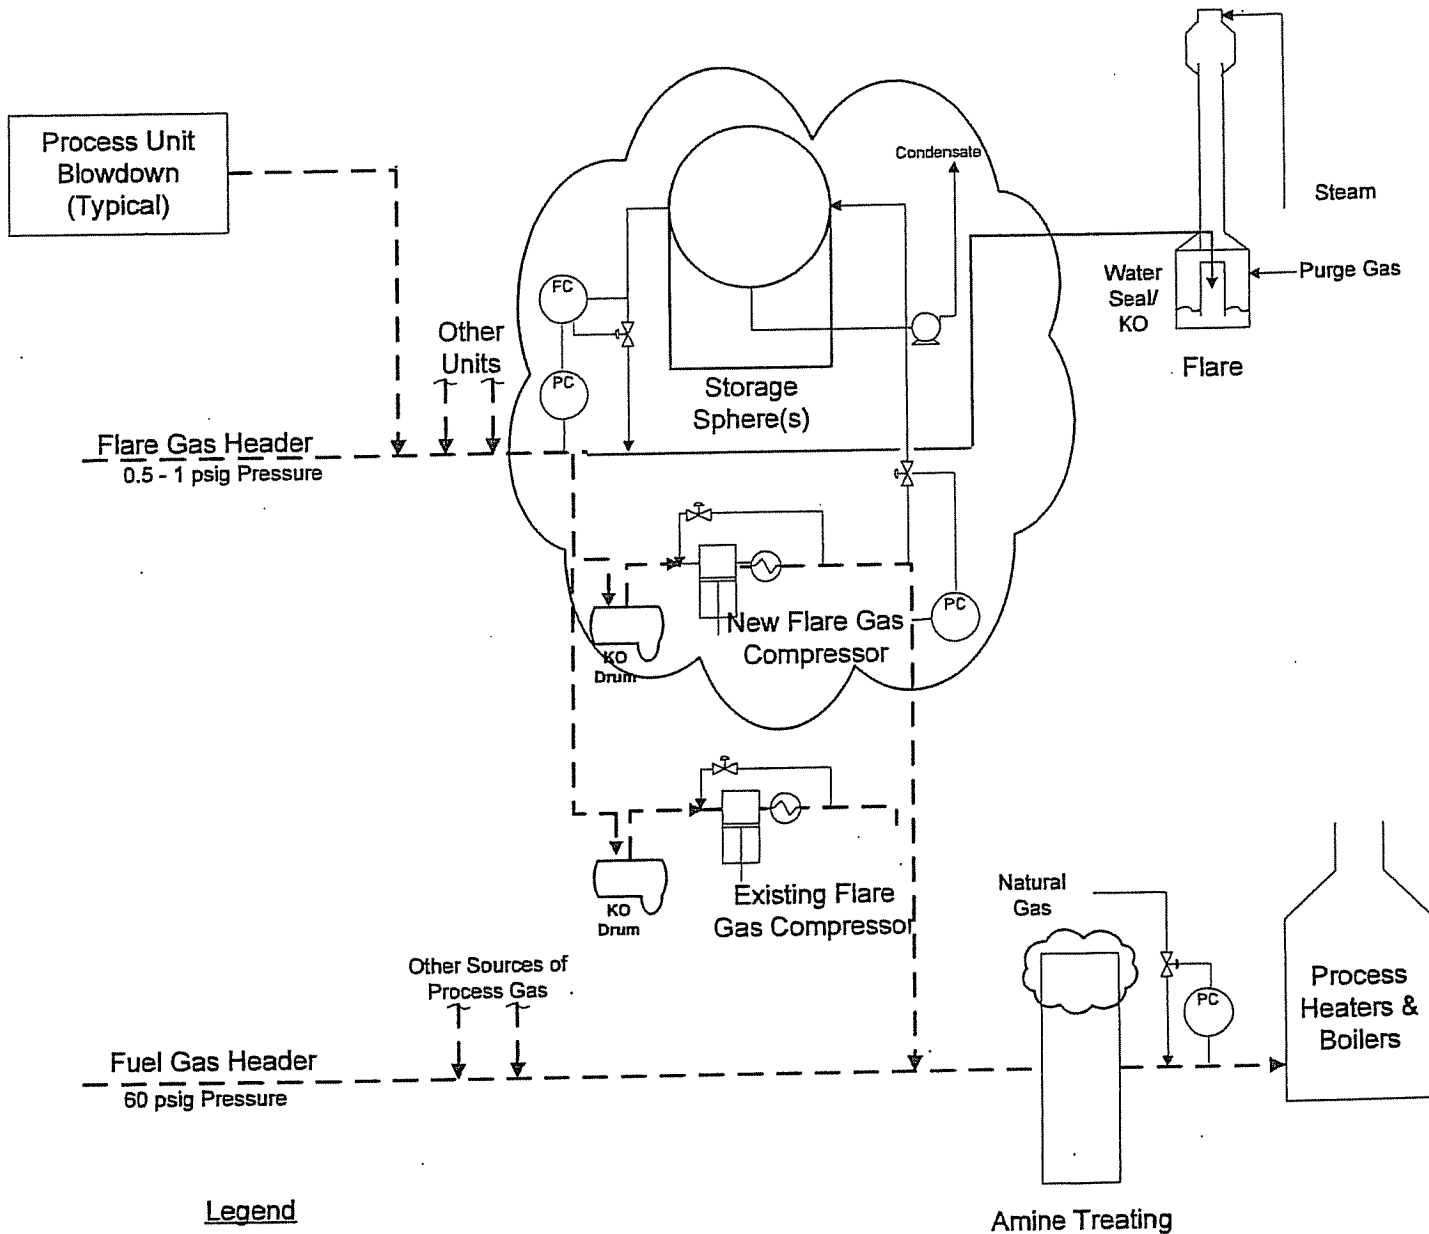 Process Unit
Blowdown
(Typical)
Condensate
Steam
Water
Seal/
KO
Purge Gas
Flare
FC
PC
Other
Units
Storage
Sphere(s)
Flare Gas Header
0.5 - 1 psig Pressure
New Flare Gas
Compressor
PC
KO
Drum
Existing Flare
Gas Compressor
KO
Drum
Natural
Gas
Other Sources of
Process Gas
PC
Process
Heaters &
Boilers
Fuel Gas Header
60 psig Pressure
Legend
Amine Treating